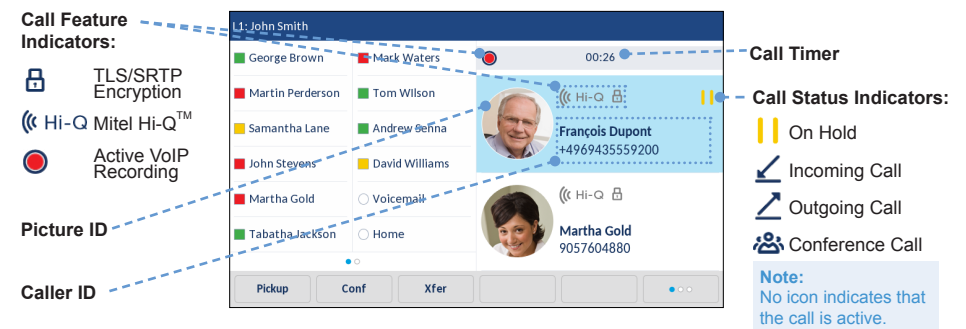 Call Feature
Indicators:
TLS/SRTP
Encryption
Hi-Q Mitel Hi-Q™
Active VoIP
Recording
Picture ID
Caller ID
L1: John Smith
George Brown
Mark Waters
Martin Perderson
Tom WIlson
Samantha Lane
Andrew Senna
John Stevens
David Williams
Martha Gold
Voicemail
Tabatha Jackson
Home
00:26
Hi-Q
François Dupont
+4969435559200
Hi-Q
Martha Gold
9057604880
Pickup
Conf
Xfer
Call Timer
Call Status Indicators:
On Hold
Incoming Call
Outgoing Call
Conference Call
Note:
No icon indicates that
the call is active.